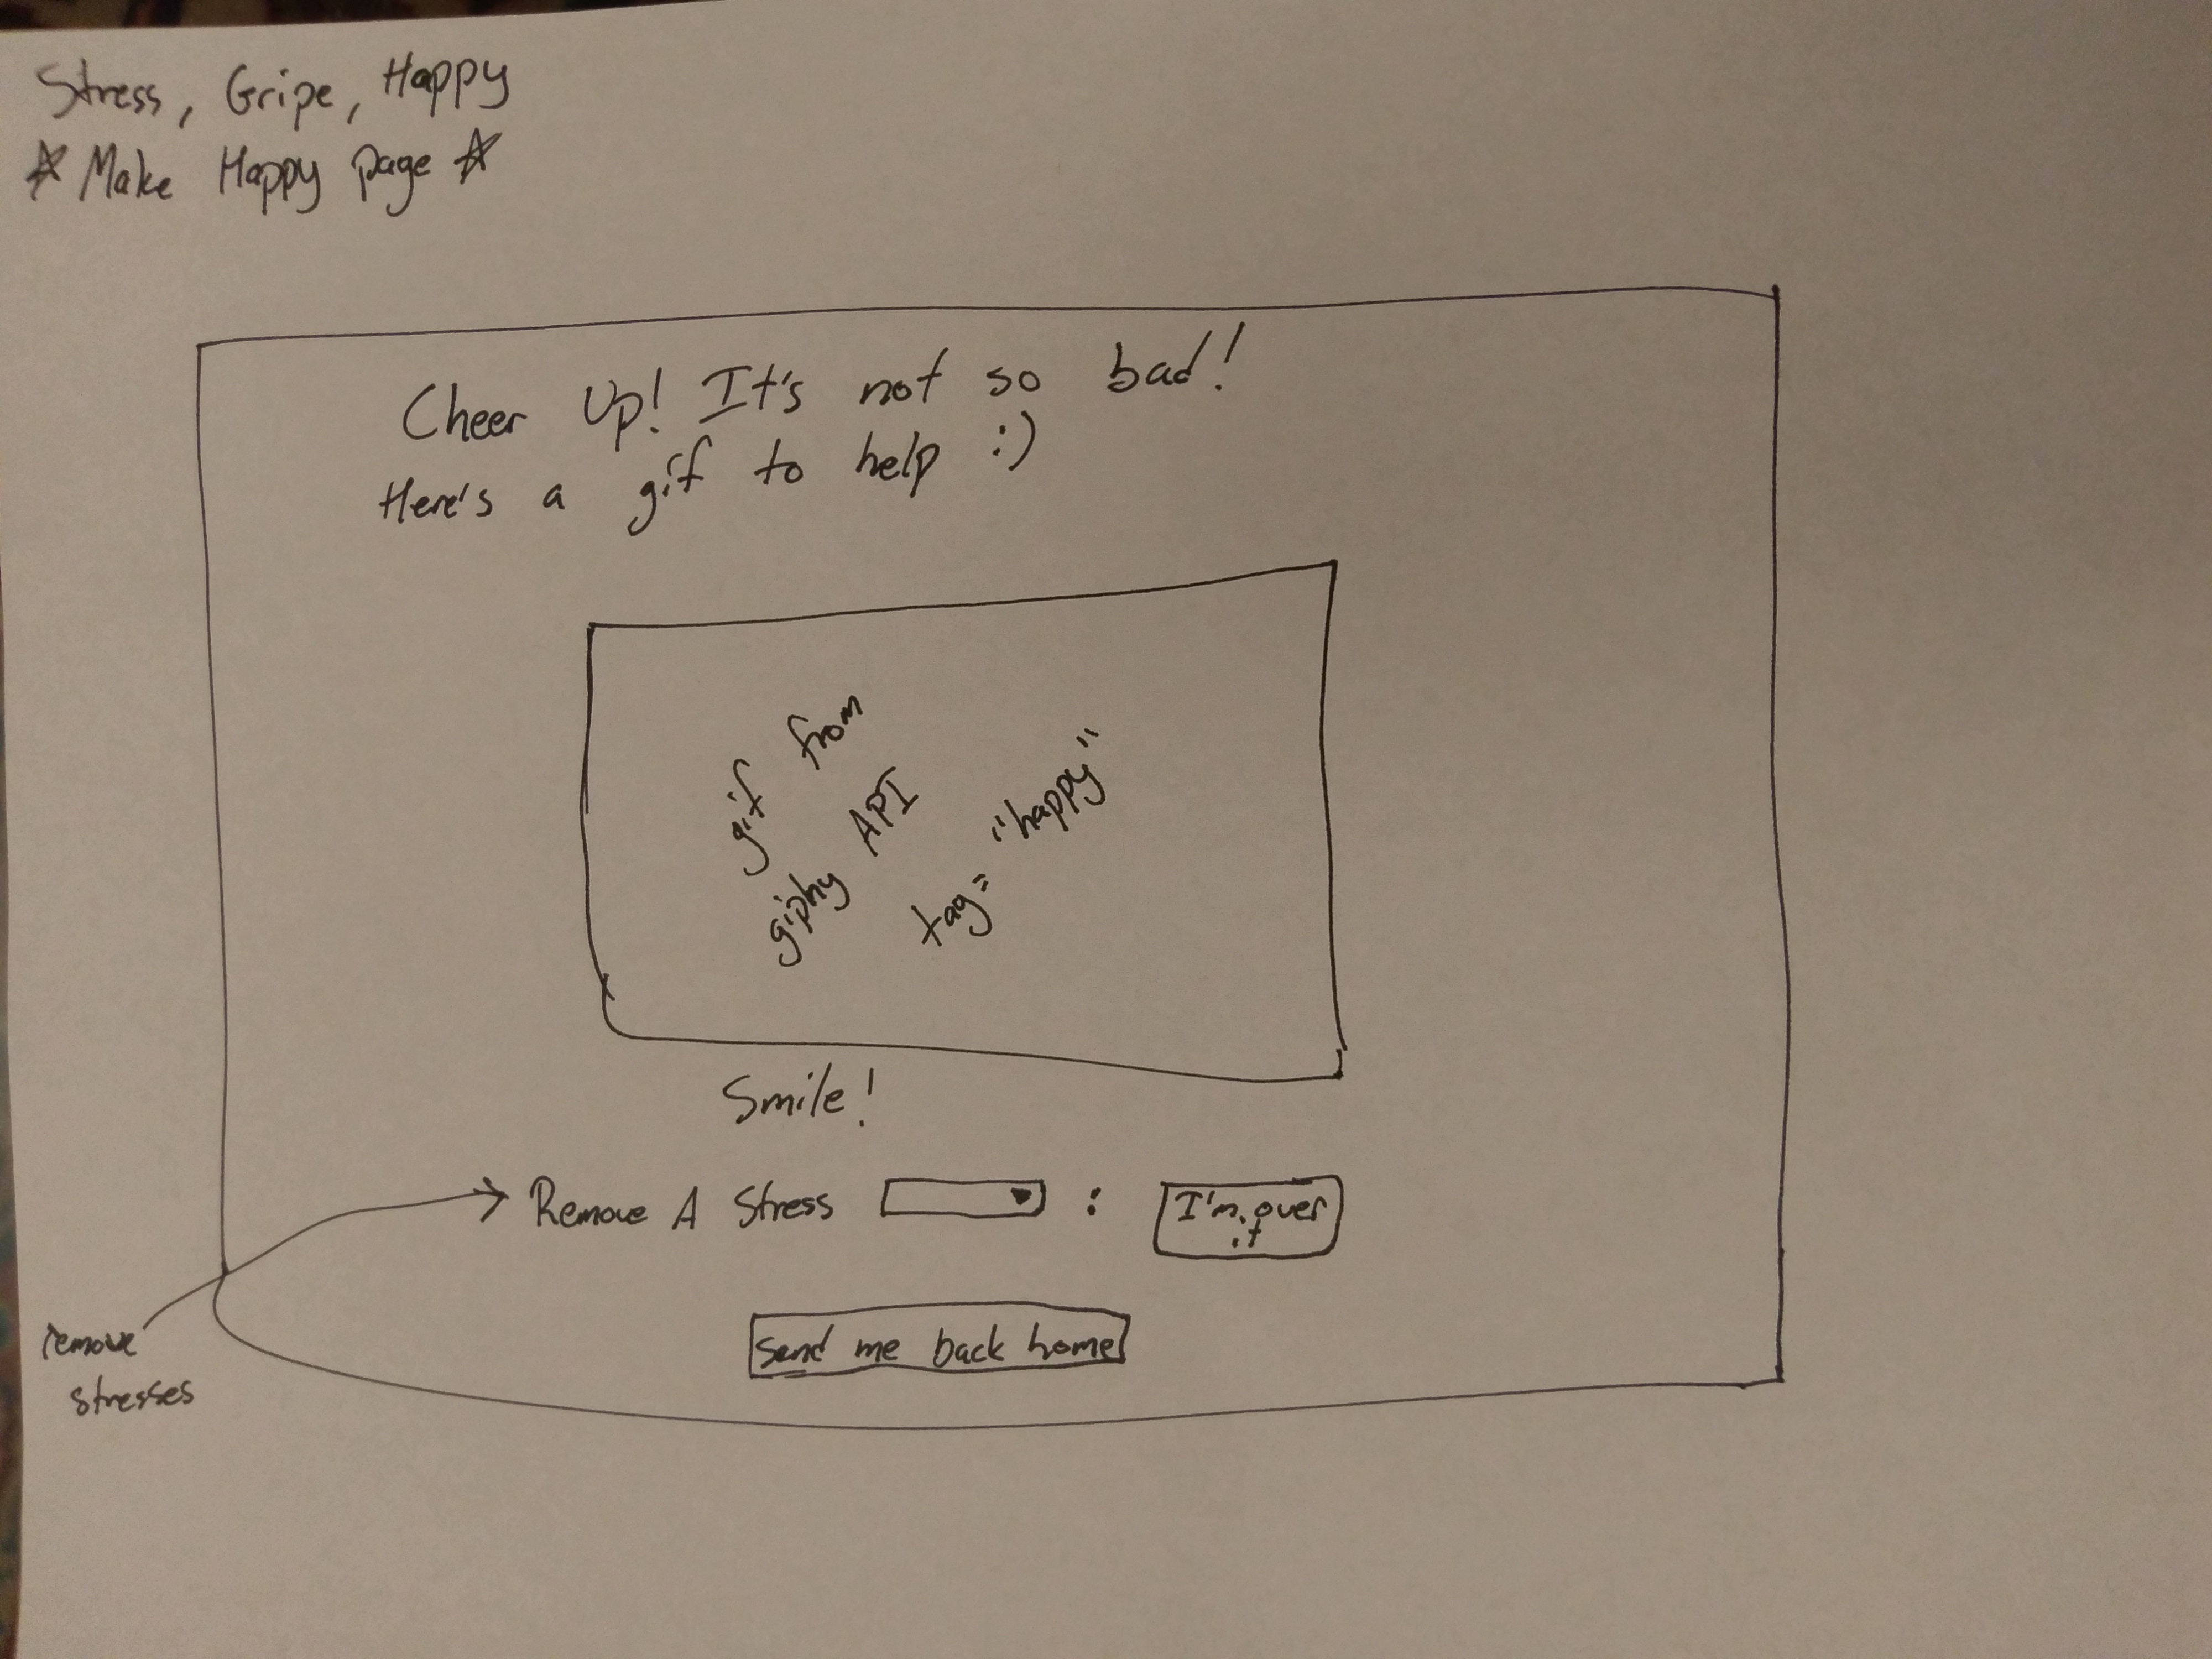 Stress, Gripe, Happy
☆ Make Happy page ☆
Cheer Up! It's not so bad!
Here's a gif to help :)
gif from
giphy API
tag= "happy"
Smile!
Remove A Stress :
I'm over
it
Send me back home
remove
stresses